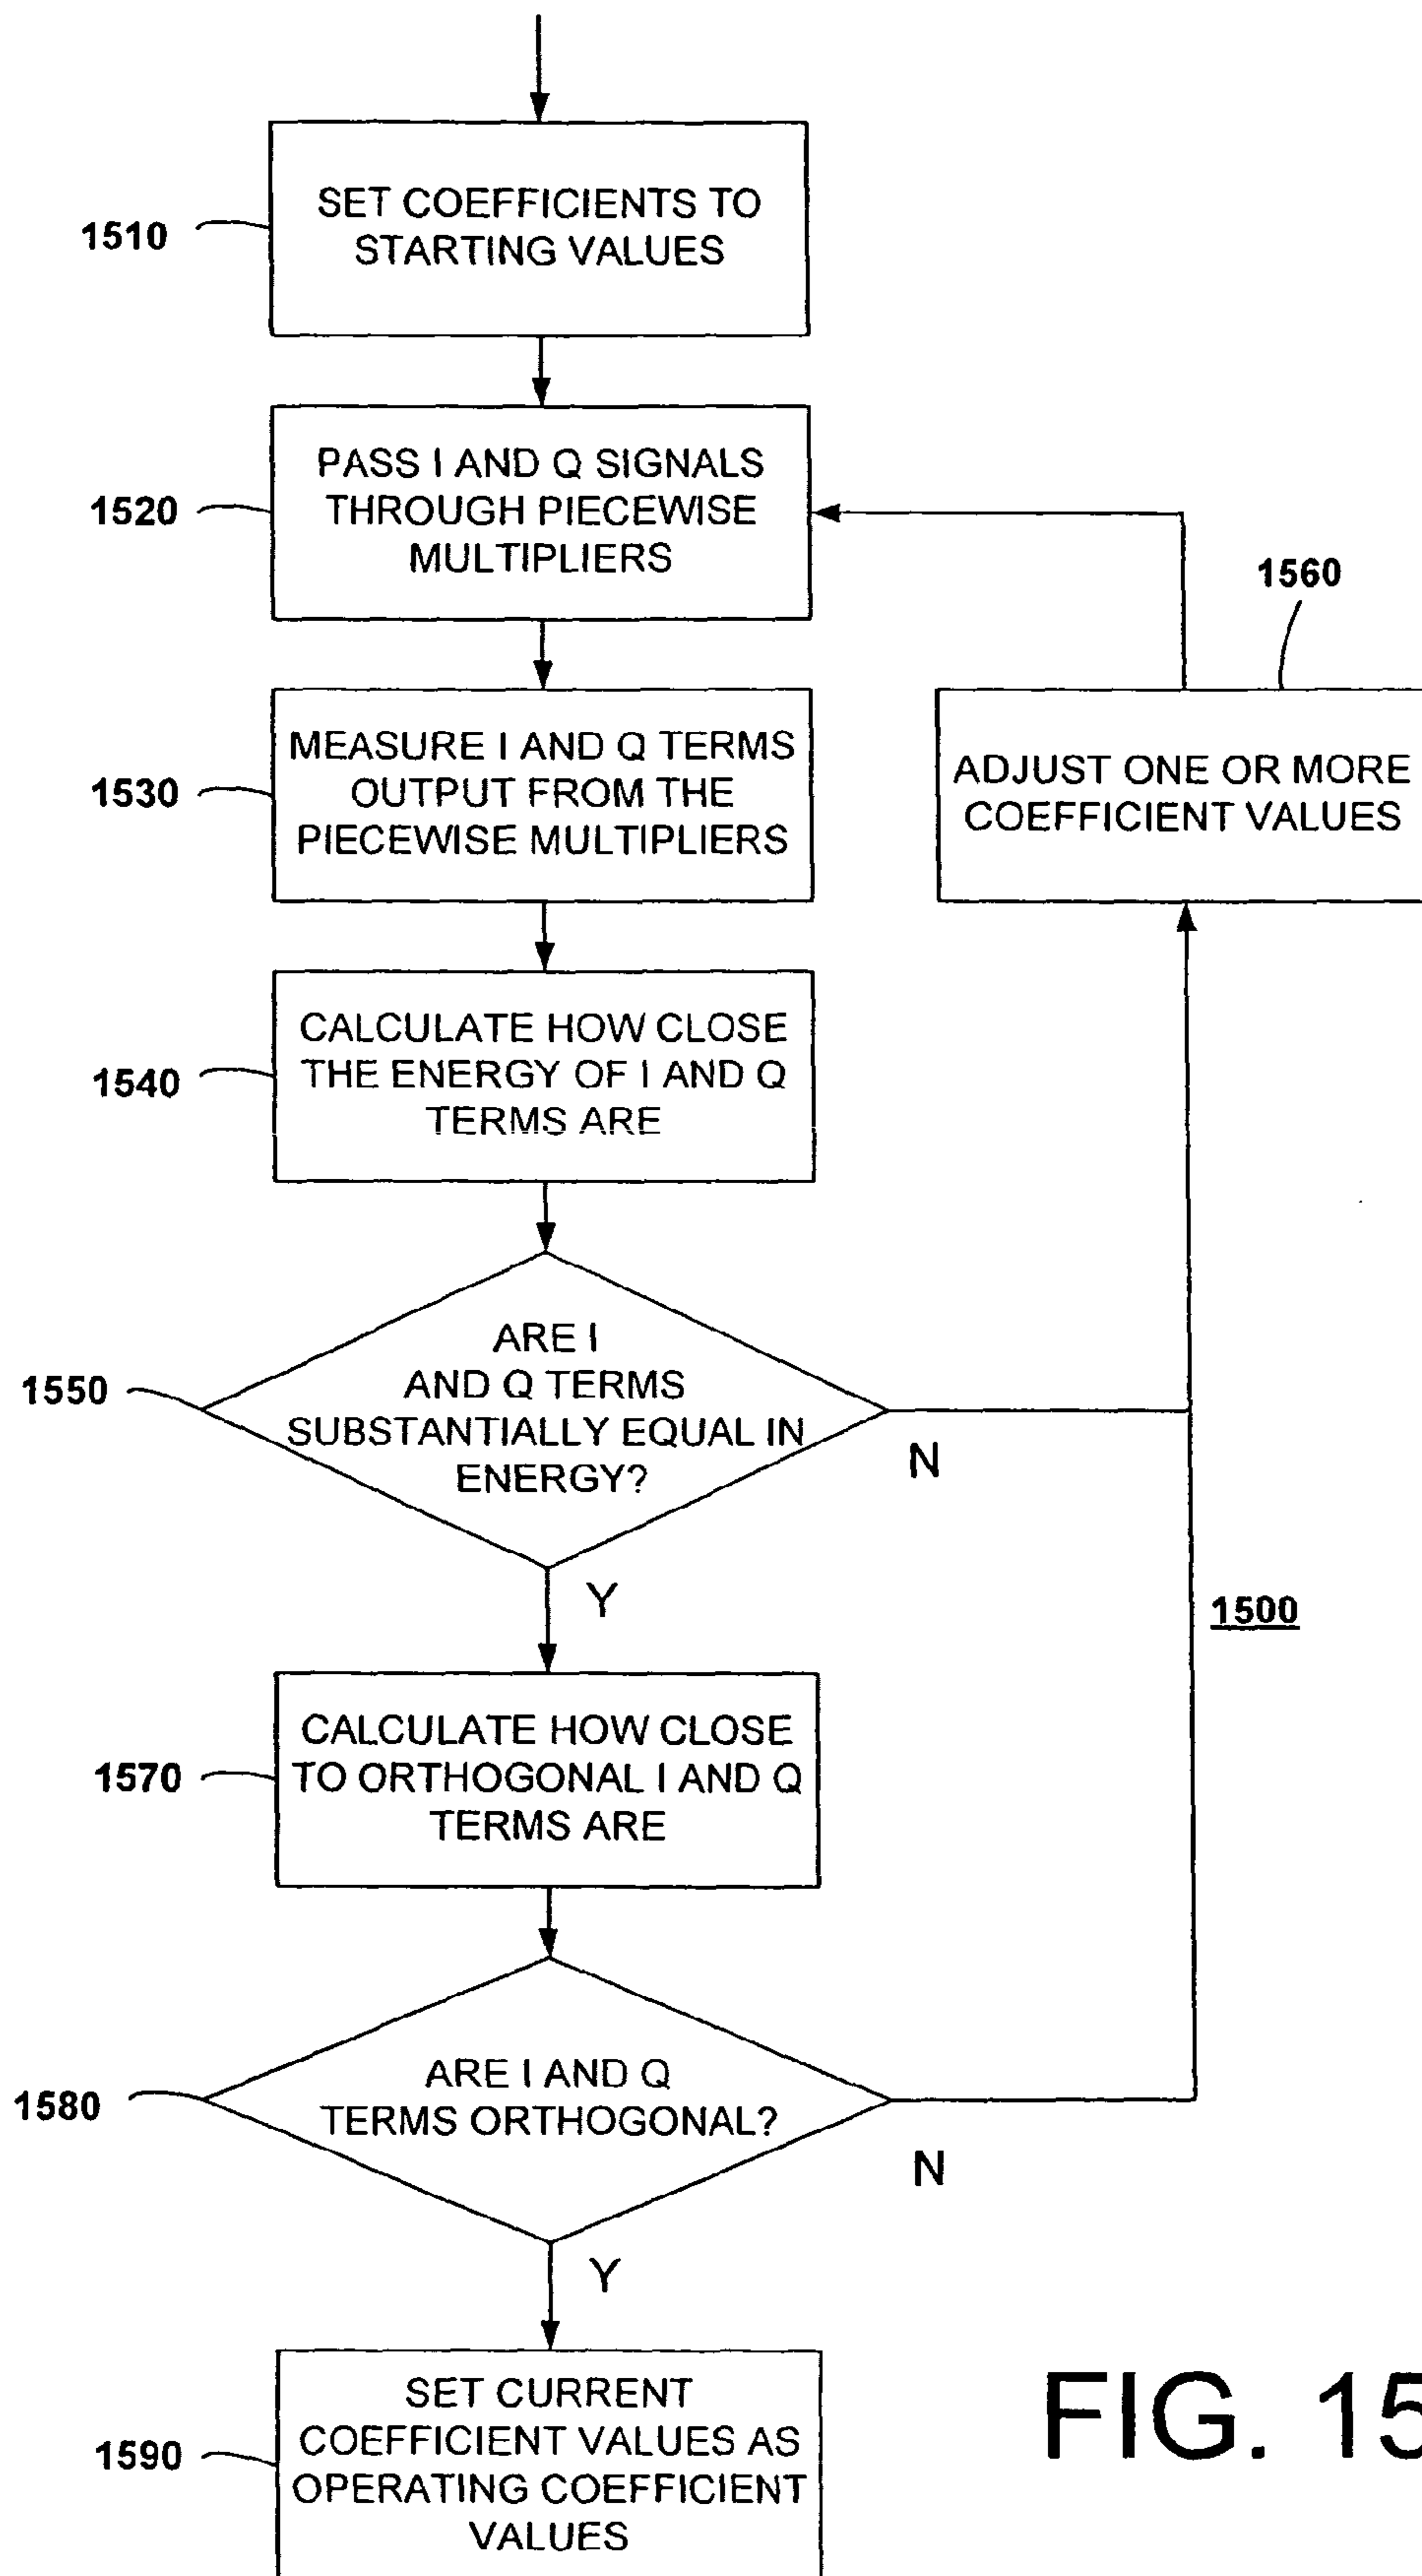 1510
SET COEFFICIENTS TO
STARTING VALUES
1520
PASS I AND Q SIGNALS
THROUGH PIECEWISE
MULTIPLIERS
1560
ADJUST ONE OR MORE
COEFFICIENT VALUES
1530
MEASURE I AND Q TERMS
OUTPUT FROM THE
PIECEWISE MULTIPLIERS
1540
CALCULATE HOW CLOSE
THE ENERGY OF I AND Q
TERMS ARE
1550
ARE I
AND Q TERMS
SUBSTANTIALLY EQUAL IN
ENERGY?
N
Y
1500
1570
CALCULATE HOW CLOSE
TO ORTHOGONAL I AND Q
TERMS ARE
1580
ARE I AND Q
TERMS ORTHOGONAL?
N
Y
1590
SET CURRENT
COEFFICIENT VALUES AS
OPERATING COEFFICIENT
VALUES
FIG. 15